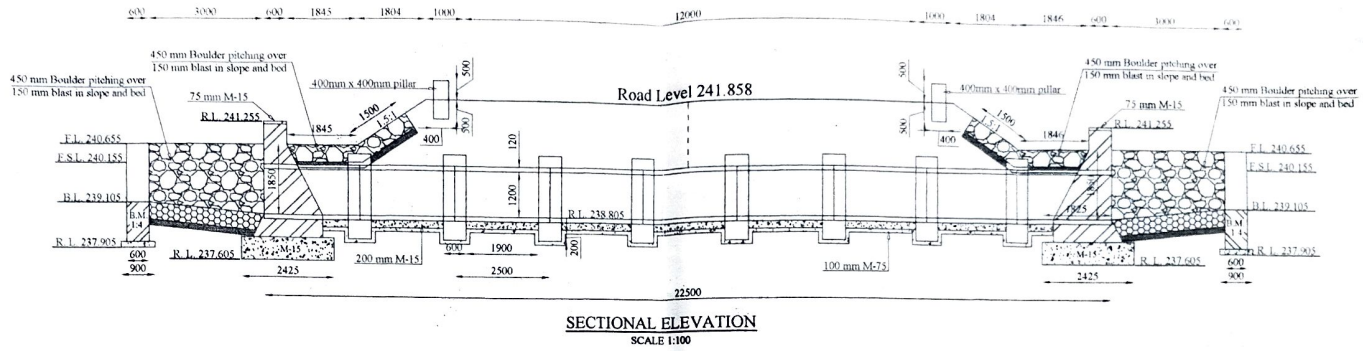 600 3000 600 1845 1804 1000 12000 1000 1804 1846 600 3000 600
450 mm Boulder pitching over
150 mm blast in slope and bed
450 mm Boulder pitching over
150 mm blast in slope and bed
400mm x 400mm pillar
500
500
400
75 mm M-15
R.L. 241.255
1845
1500
1.5:1
Road Level 241.858
500
500
400
400mm x 400mm pillar
450 mm Boulder pitching over
150 mm blast in slope and bed
450 mm Boulder pitching over
150 mm blast in slope and bed
75 mm M-15
R.L. 241.255
1500
1.5:1
1846
F.L. 240.655
F.S.L. 240.155
B.L. 239.105
B.M
1:4
R. L. 237.905
R. L. 237.605
600
900
1850
M-15
2425
120
1200
R.L. 238.805
200 mm M-15
600 1900
200
2500
100 mm M-75
22500
1825
M-15
2425
R.L. 237.605
F.L. 240.655
F.S.L. 240.155
B.L. 239.105
B.M
1:4
R.L. 237.905
600
900
SECTIONAL ELEVATION
SCALE 1:100